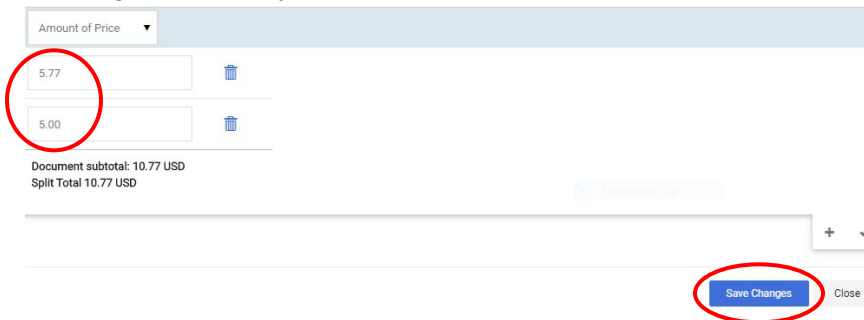 Amount of Price
5.77
5.00
Document subtotal: 10.77 USD
Split Total 10.77 USD
+
Save Changes
Close